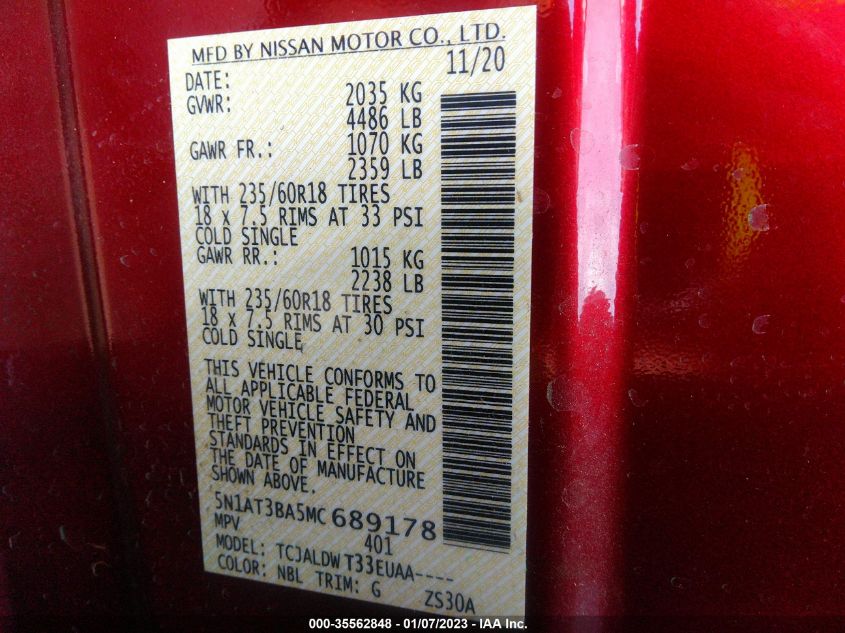 MFD BY NISSAN MOTOR CO., LTD.
DATE: 11/20
GVWR: 2035 KG
4486 LB
GAWR FR.: 1070 KG
2359 LB
WITH 235/60R18 TIRES
18 x 7.5 RIMS AT 33 PSI
COLD SINGLE
GAWR RR.: 1015 KG
2238 LB
WITH 235/60R18 TIRES
18 x 7.5 RIMS AT 30 PSI
COLD SINGLE
THIS VEHICLE CONFORMS TO
ALL APPLICABLE FEDERAL
MOTOR VEHICLE SAFETY AND
THEFT PREVENTION
STANDARDS IN EFFECT ON
THE DATE OF MANUFACTURE
SHOWN ABOVE.
5N1AT3BA5MC 689178
MPV 401
MODEL: TCJALDW T33EUAA----
COLOR: NBL TRIM: G ZS30A
000-35562848 — 01/07/2023 — IAA Inc.